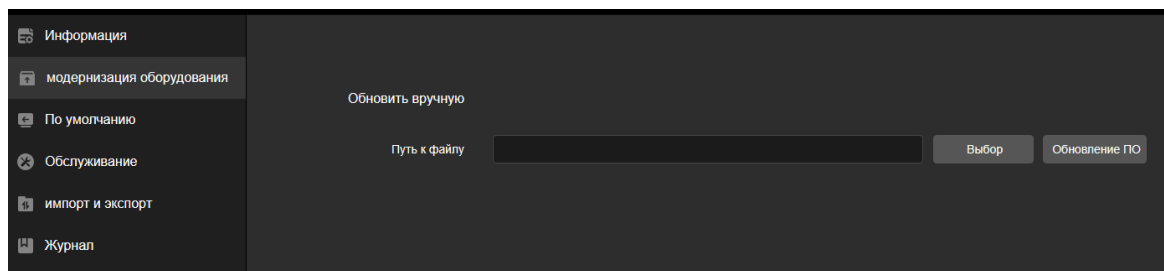 Информация
модернизация оборудования
По умолчанию
Обслуживание
импорт и экспорт
Журнал
Обновить вручную
Путь к файлу
Выбор
Обновление ПО